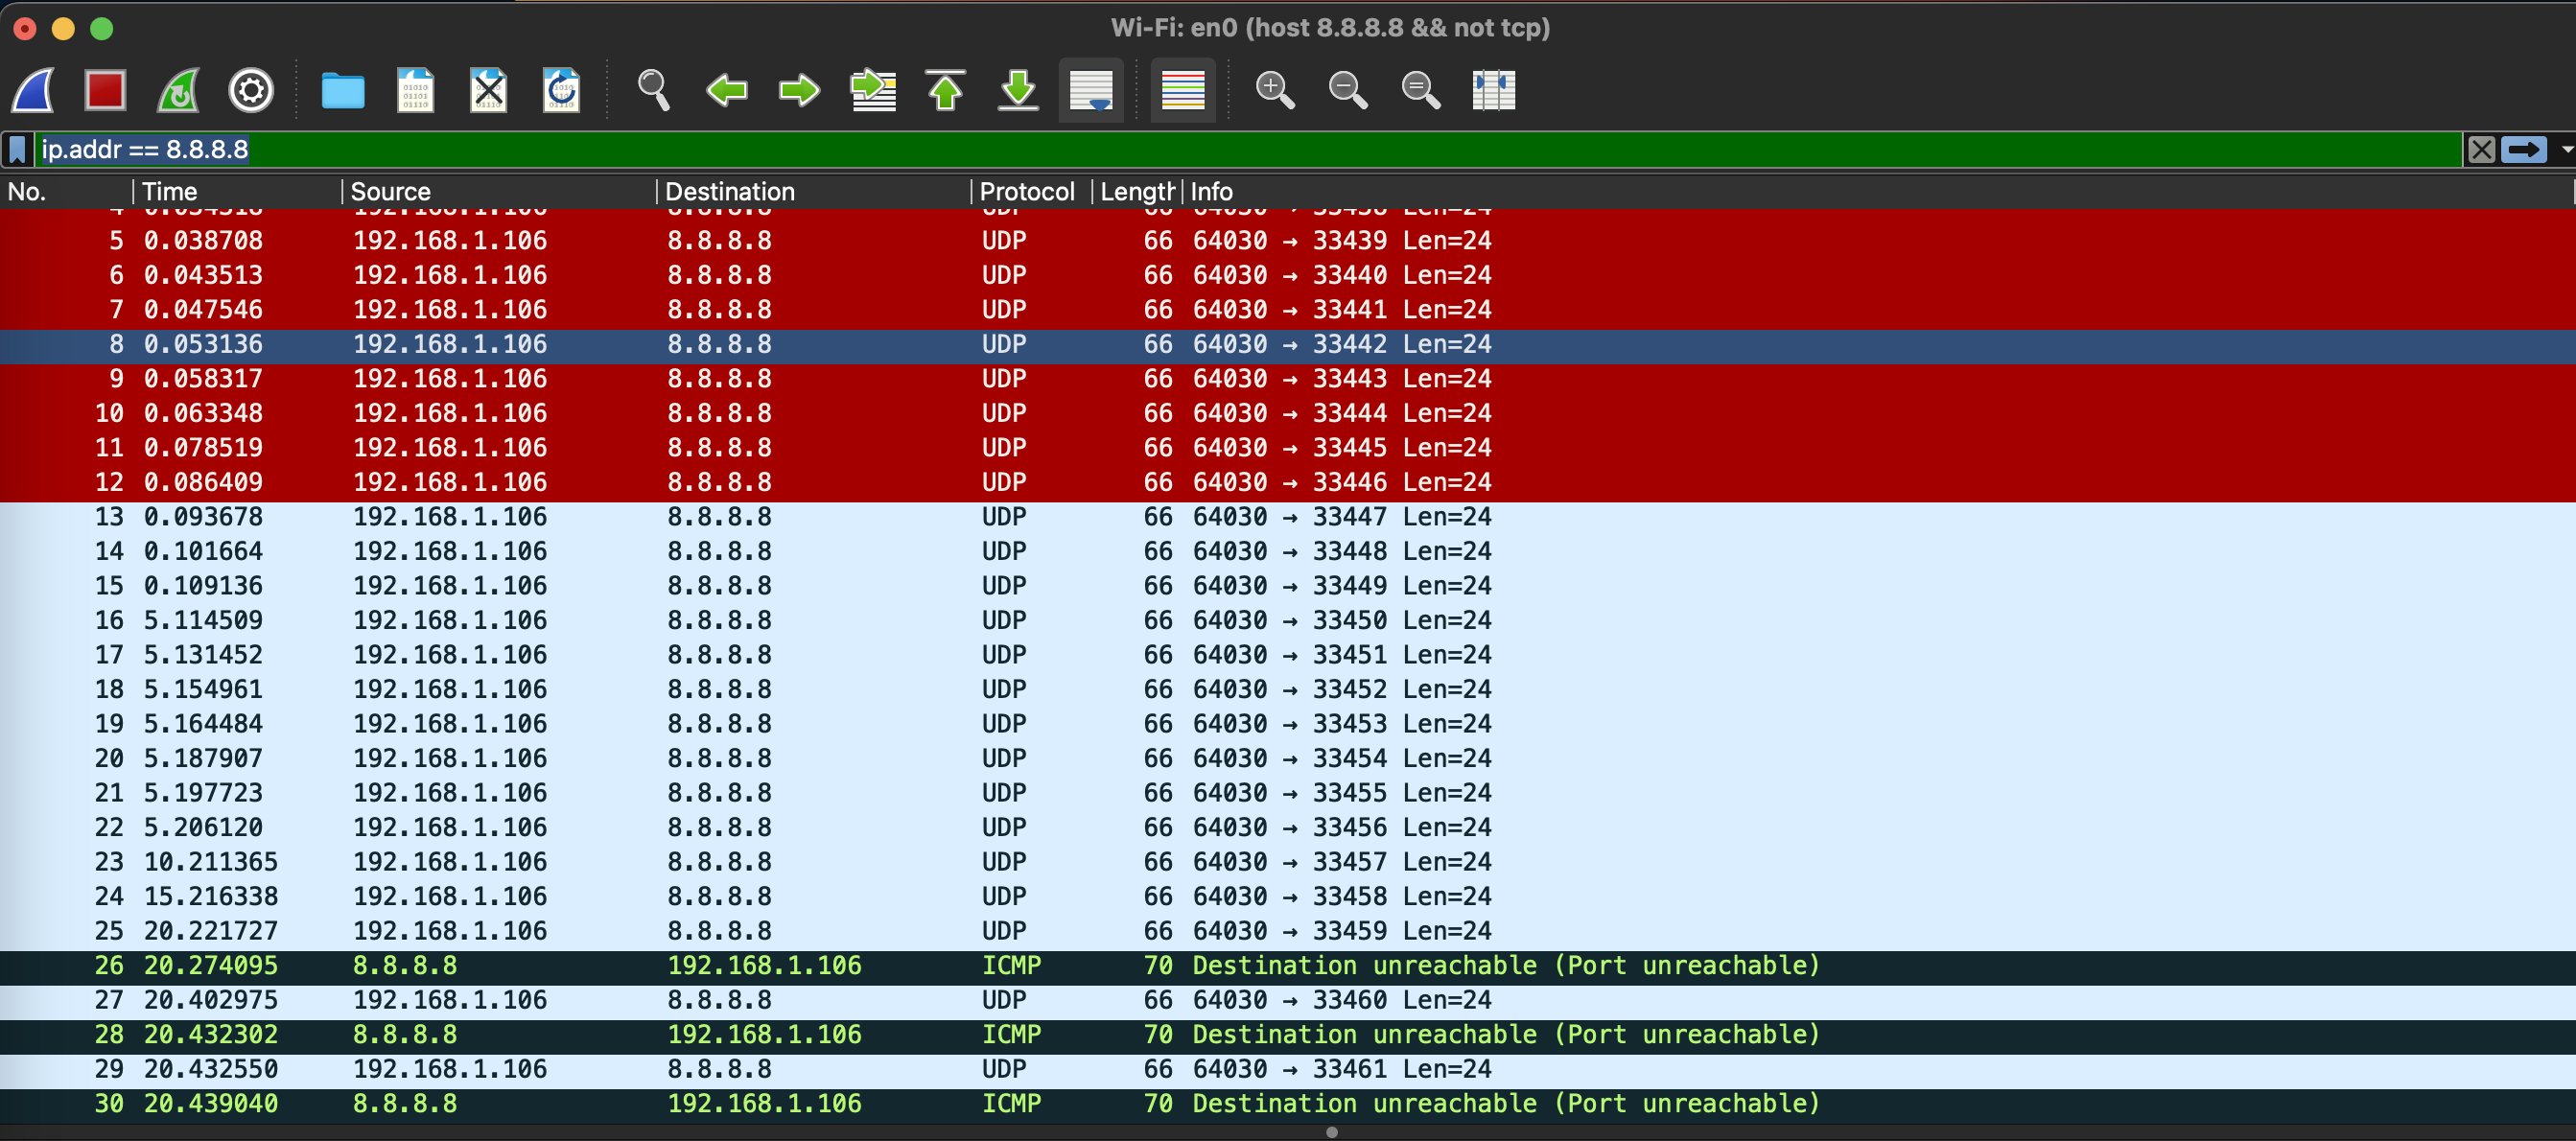 Wi-Fi: en0 (host 8.8.8.8 && not tcp)
ip.addr == 8.8.8.8
No. Time Source Destination Protocol Length Info
4 0.034318 192.168.1.106 8.8.8.8 UDP 66 64030 → 33438 Len=24
5 0.038708 192.168.1.106 8.8.8.8 UDP 66 64030 → 33439 Len=24
6 0.043513 192.168.1.106 8.8.8.8 UDP 66 64030 → 33440 Len=24
7 0.047546 192.168.1.106 8.8.8.8 UDP 66 64030 → 33441 Len=24
8 0.053136 192.168.1.106 8.8.8.8 UDP 66 64030 → 33442 Len=24
9 0.058317 192.168.1.106 8.8.8.8 UDP 66 64030 → 33443 Len=24
10 0.063348 192.168.1.106 8.8.8.8 UDP 66 64030 → 33444 Len=24
11 0.078519 192.168.1.106 8.8.8.8 UDP 66 64030 → 33445 Len=24
12 0.086409 192.168.1.106 8.8.8.8 UDP 66 64030 → 33446 Len=24
13 0.093678 192.168.1.106 8.8.8.8 UDP 66 64030 → 33447 Len=24
14 0.101664 192.168.1.106 8.8.8.8 UDP 66 64030 → 33448 Len=24
15 0.109136 192.168.1.106 8.8.8.8 UDP 66 64030 → 33449 Len=24
16 5.114509 192.168.1.106 8.8.8.8 UDP 66 64030 → 33450 Len=24
17 5.131452 192.168.1.106 8.8.8.8 UDP 66 64030 → 33451 Len=24
18 5.154961 192.168.1.106 8.8.8.8 UDP 66 64030 → 33452 Len=24
19 5.164484 192.168.1.106 8.8.8.8 UDP 66 64030 → 33453 Len=24
20 5.187907 192.168.1.106 8.8.8.8 UDP 66 64030 → 33454 Len=24
21 5.197723 192.168.1.106 8.8.8.8 UDP 66 64030 → 33455 Len=24
22 5.206120 192.168.1.106 8.8.8.8 UDP 66 64030 → 33456 Len=24
23 10.211365 192.168.1.106 8.8.8.8 UDP 66 64030 → 33457 Len=24
24 15.216338 192.168.1.106 8.8.8.8 UDP 66 64030 → 33458 Len=24
25 20.221727 192.168.1.106 8.8.8.8 UDP 66 64030 → 33459 Len=24
26 20.274095 8.8.8.8 192.168.1.106 ICMP 70 Destination unreachable (Port unreachable)
27 20.402975 192.168.1.106 8.8.8.8 UDP 66 64030 → 33460 Len=24
28 20.432302 8.8.8.8 192.168.1.106 ICMP 70 Destination unreachable (Port unreachable)
29 20.432550 192.168.1.106 8.8.8.8 UDP 66 64030 → 33461 Len=24
30 20.439040 8.8.8.8 192.168.1.106 ICMP 70 Destination unreachable (Port unreachable)